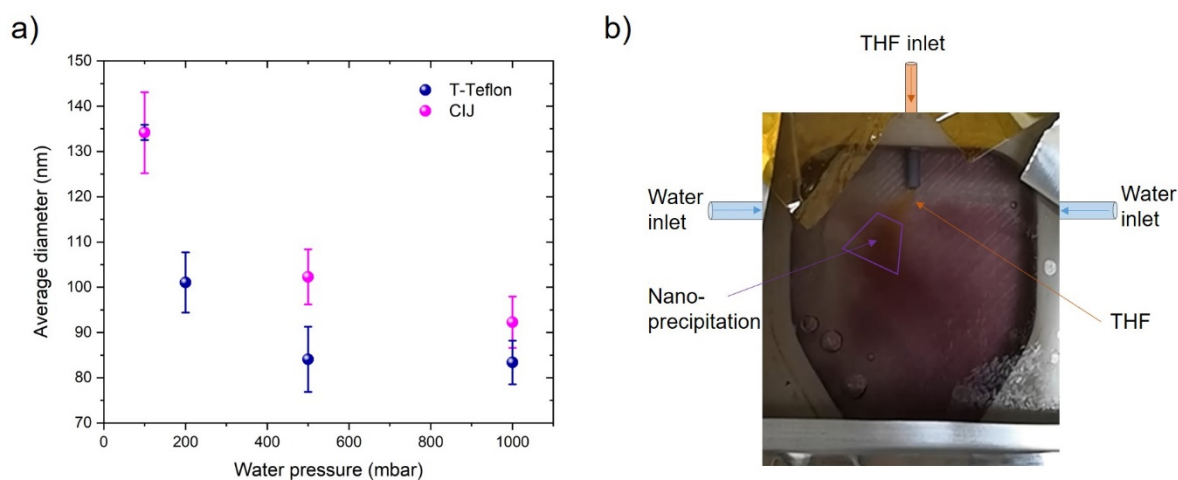 a)
150
140
130
120
110
100
90
80
70
0
200
400
600
800
1000
Average diameter (nm)
Water pressure (mbar)
T-Teflon
CIJ
b)
THF inlet
Water
inlet
Water
inlet
Nano-
precipitation
THF